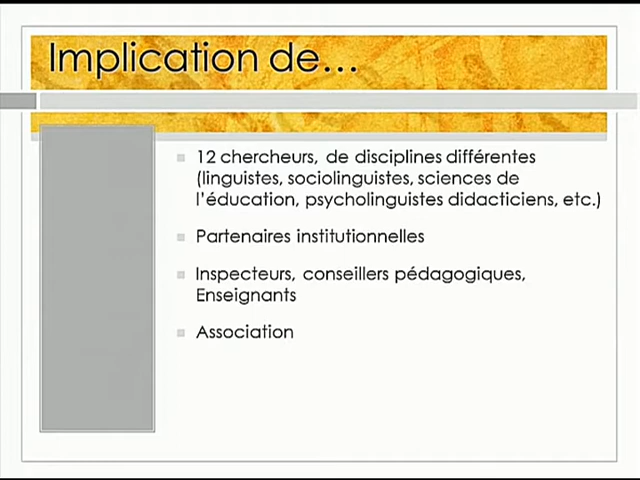 Implication de…
12 chercheurs, de disciplines différentes
(linguistes, sociolinguistes, sciences de
l'éducation, psycholinguistes didacticiens, etc.)
Partenaires institutionnelles
Inspecteurs, conseillers pédagogiques,
Enseignants
Association